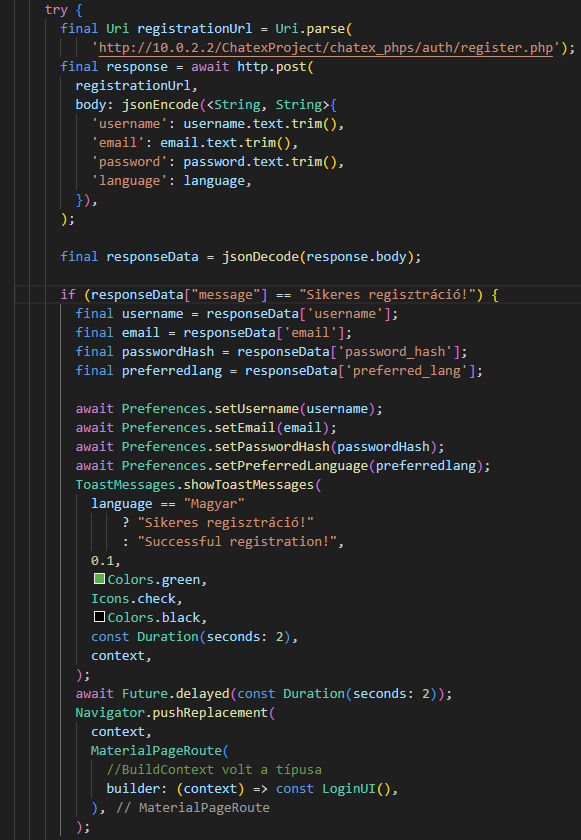 try {
final Uri registrationUrl = Uri.parse(
'http://10.0.2.2/ChatexProject/chatex_phps/auth/register.php');
final response = await http.post(
registrationUrl,
body: jsonEncode(<String, String>{
'username': username.text.trim(),
'email': email.text.trim(),
'password': password.text.trim(),
'language': language,
}),
);
final responseData = jsonDecode(response.body);
if (responseData["message"] == "Sikeres regisztráció!") {
final username = responseData['username'];
final email = responseData['email'];
final passwordHash = responseData['password_hash'];
final preferredlang = responseData['preferred_lang'];
await Preferences.setUsername(username);
await Preferences.setEmail(email);
await Preferences.setPasswordHash(passwordHash);
await Preferences.setPreferredLanguage(preferredlang);
ToastMessages.showToastMessages(
language == "Magyar"
? "Sikeres regisztráció!"
: "Successful registration!",
0.1,
Colors.green,
Icons.check,
Colors.black,
const Duration(seconds: 2),
context,
);
await Future.delayed(const Duration(seconds: 2));
Navigator.pushReplacement(
context,
MaterialPageRoute(
//BuildContext volt a típusa
builder: (context) => const LoginUI(),
), // MaterialPageRoute
);